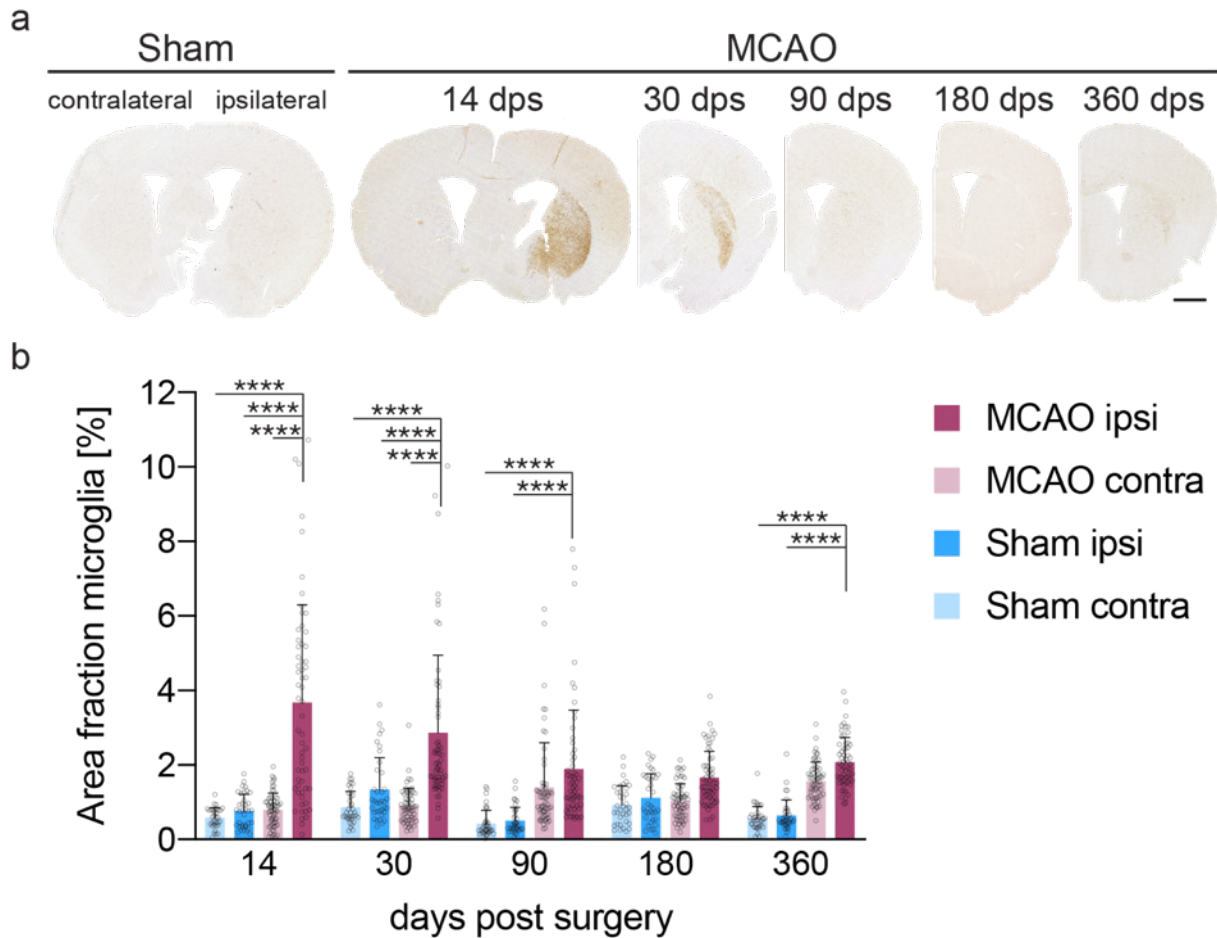 a
Sham
MCAO
contralateral ipsilateral
14 dps
30 dps
90 dps
180 dps
360 dps
b
Area fraction microglia [%]
12
10
8
6
4
2
0
****
****
****
****
****
****
****
****
****
****
14
30
90
180
360
days post surgery
MCAO ipsi
MCAO contra
Sham ipsi
Sham contra